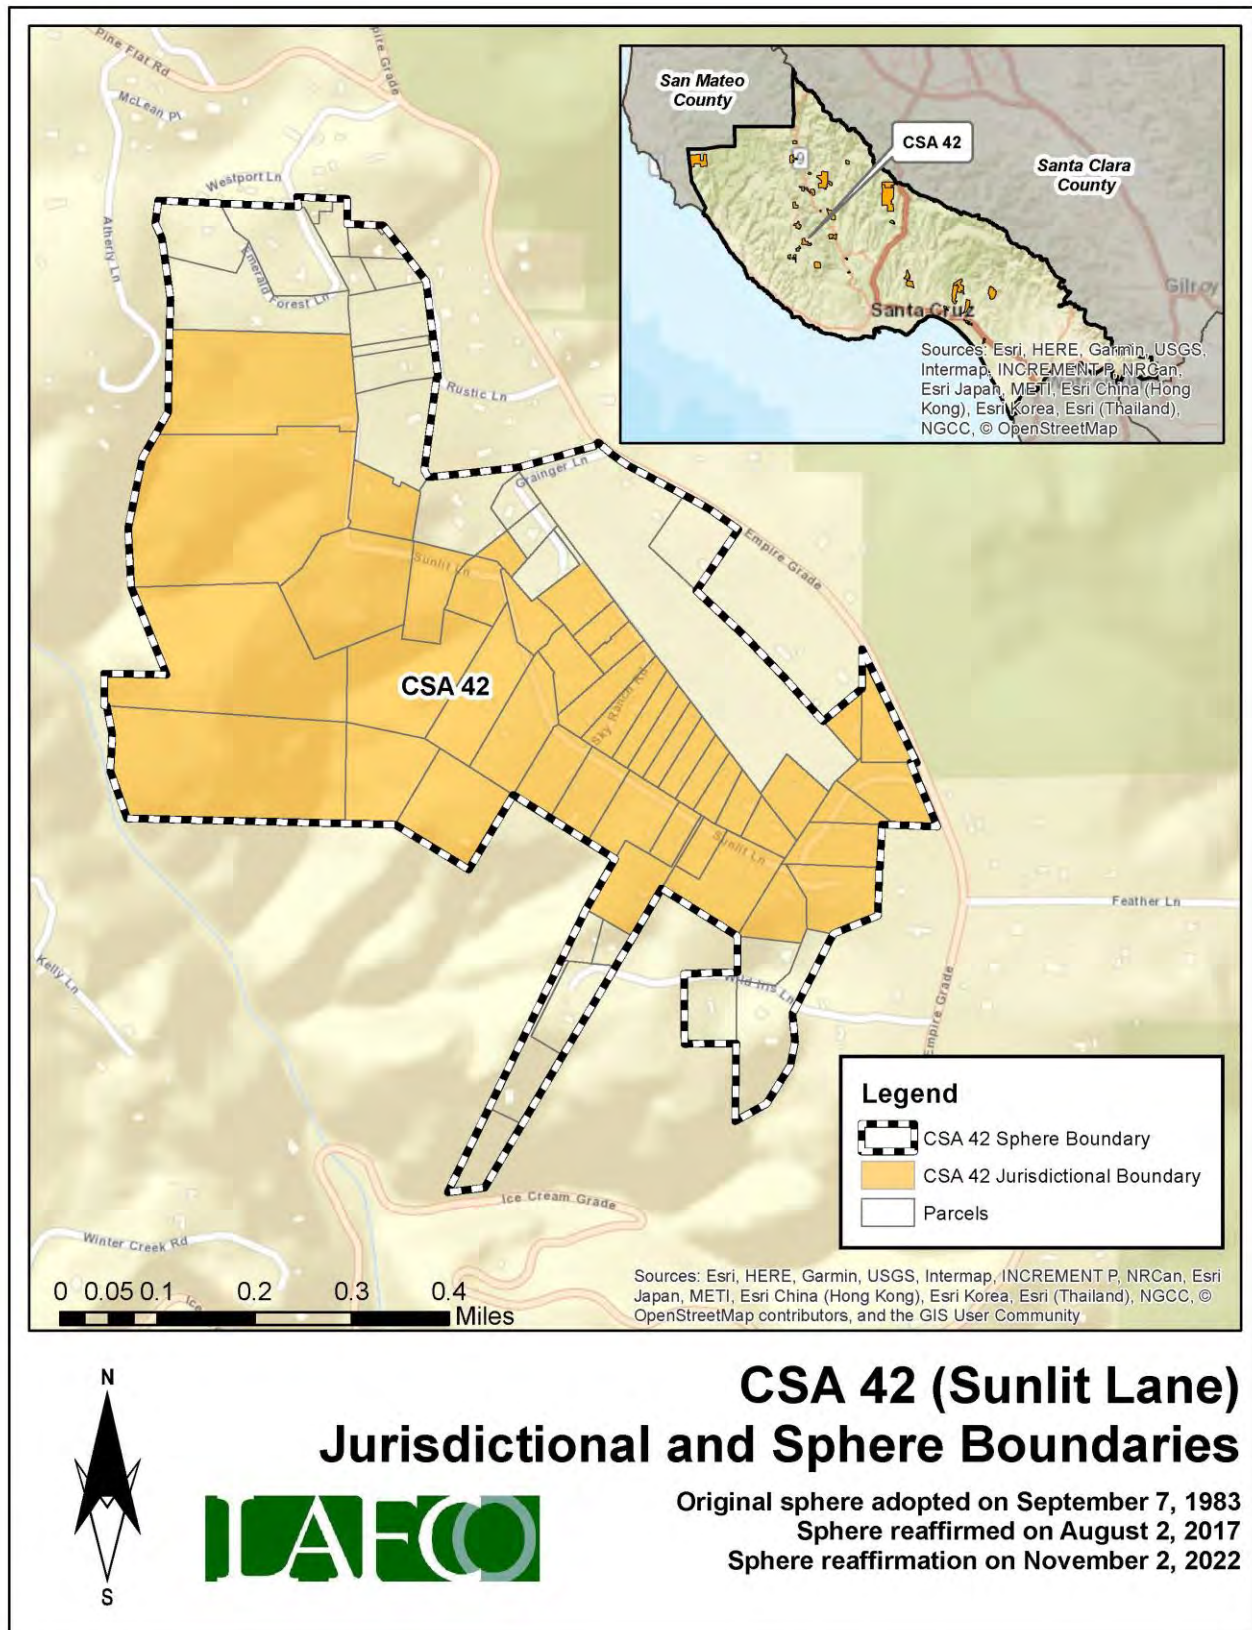 Pine Flat Rd
pire Grade
McLean Pl
Westport Ln
Atherly Ln
Emerald Forest Ln
Rustic Ln
Grainger Ln
Empire Grade
Sunlit Ln
CSA 42
Sky Ranch Rd
Sunlit Ln
Feather Ln
Kelly Ln
Wild Iris Ln
Empire Grade
Ice Cream Grade
Winter Creek Rd
Ice
San Mateo
County
9
CSA 42
Santa Clara
County
Gilroy
Santa Cruz
Sources: Esri, HERE, Garmin, USGS,
Intermap, INCREMENT P, NRCan,
Esri Japan, METI, Esri China (Hong
Kong), Esri Korea, Esri (Thailand),
NGCC, © OpenStreetMap
Legend
CSA 42 Sphere Boundary
CSA 42 Jurisdictional Boundary
Parcels
0 0.05 0.1 0.2 0.3 0.4
Miles
Sources: Esri, HERE, Garmin, USGS, Intermap, INCREMENT P, NRCan, Esri
Japan, METI, Esri China (Hong Kong), Esri Korea, Esri (Thailand), NGCC, ©
OpenStreetMap contributors, and the GIS User Community
N
S
LAFCO
CSA 42 (Sunlit Lane)
Jurisdictional and Sphere Boundaries
Original sphere adopted on September 7, 1983
Sphere reaffirmed on August 2, 2017
Sphere reaffirmation on November 2, 2022